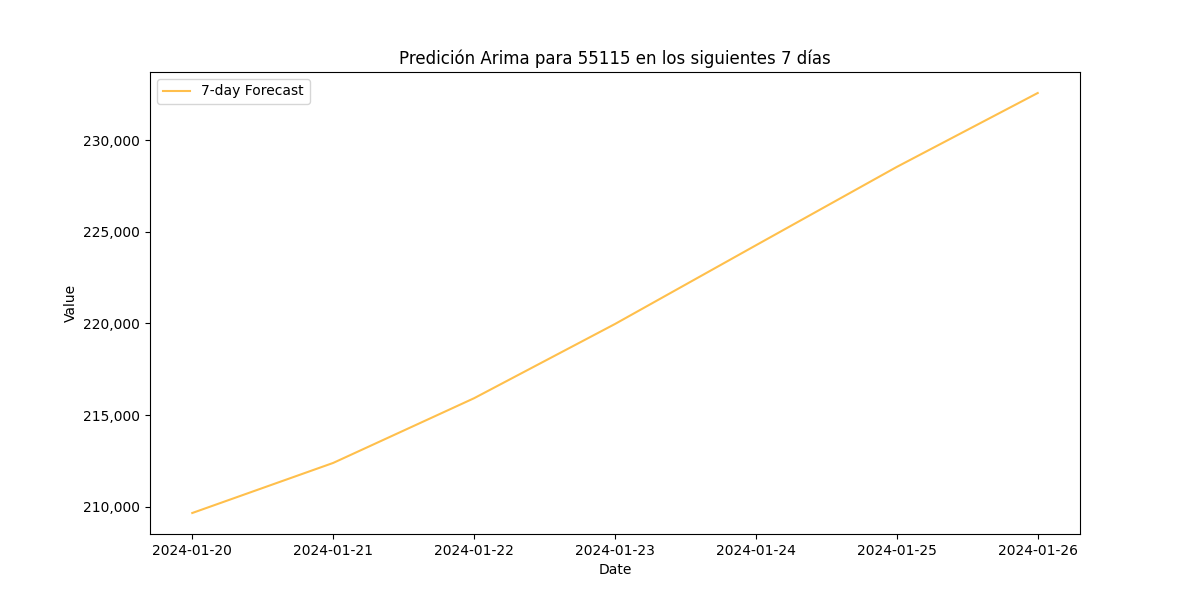 Predición Arima para 55115 en los siguientes 7 días
7-day Forecast
Value
230,000
225,000
220,000
215,000
210,000
2024-01-20 2024-01-21 2024-01-22 2024-01-23 2024-01-24 2024-01-25 2024-01-26
Date